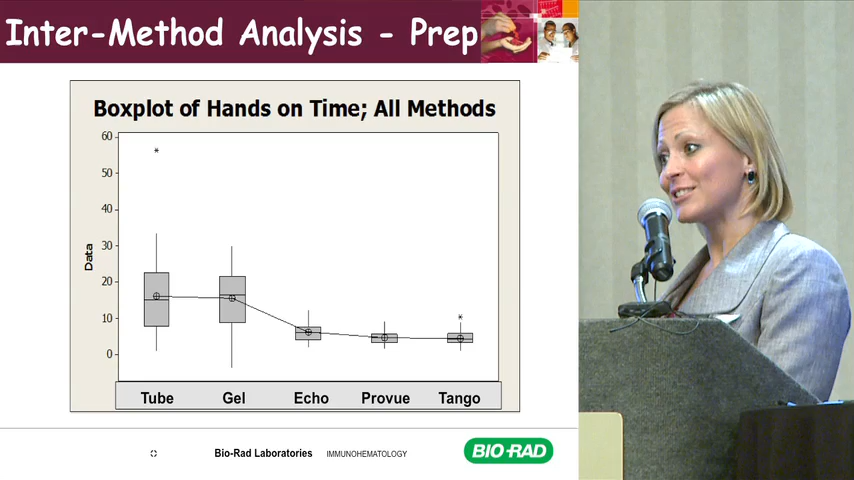 Inter-Method Analysis - Prep
Boxplot of Hands on Time; All Methods
60
50
40
30
20
10
0
Data
Tube Gel Echo Provue Tango
Bio-Rad Laboratories IMMUNOHEMATOLOGY
BIO-RAD